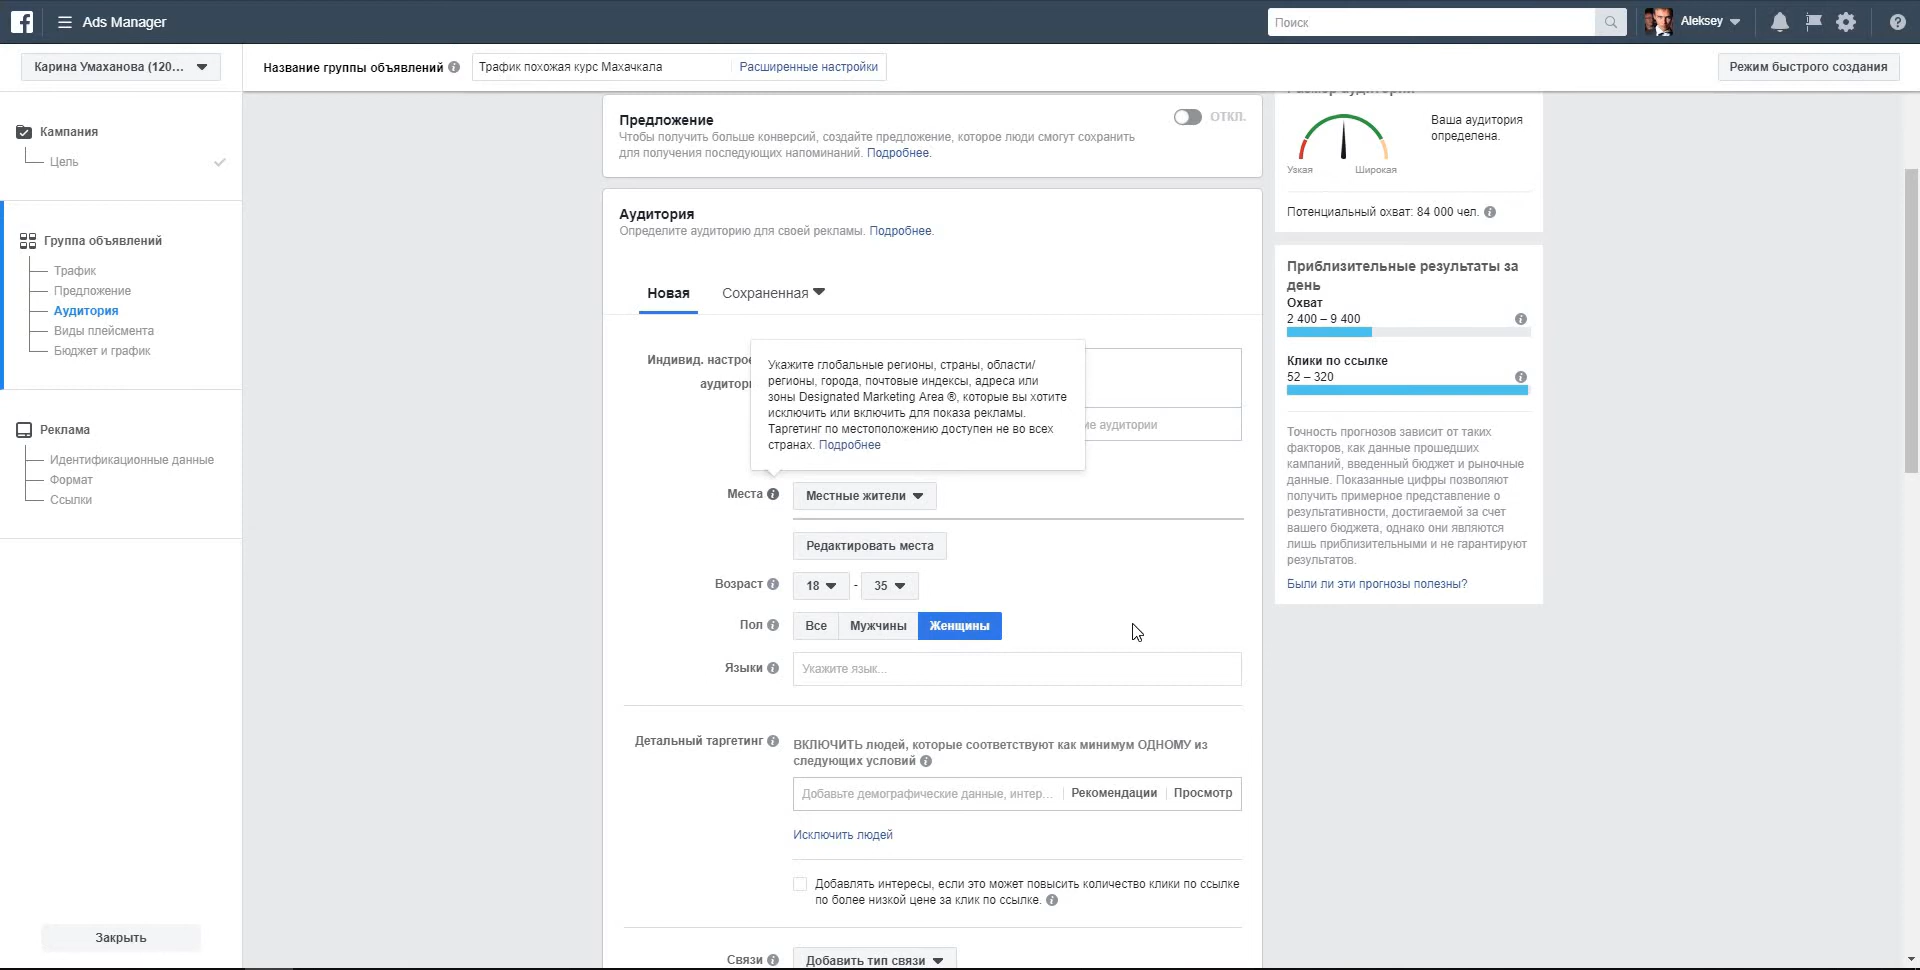 Ads Manager
Поиск
Aleksey
Карина Умаханова (120...
Название группы объявлений
Трафик похожая курс Махачкала
Расширенные настройки
Режим быстрого создания
Кампания
Цель
Группа объявлений
Трафик
Предложение
Аудитория
Виды плейсмента
Бюджет и график
Реклама
Идентификационные данные
Формат
Ссылки
Закрыть
Предложение
ОТКЛ.
Чтобы получить больше конверсий, создайте предложение, которое люди смогут сохранить
для получения последующих напоминаний. Подробнее.
Аудитория
Определите аудиторию для своей рекламы. Подробнее.
Новая
Сохраненная
Индивид. настрое
аудитори
Укажите глобальные регионы, страны, области/
регионы, города, почтовые индексы, адреса или
зоны Designated Marketing Area ®, которые вы хотите
исключить или включить для показа рекламы.
Таргетинг по местоположению доступен не во всех
странах. Подробнее
ие аудитории
Места
Местные жители
Редактировать места
Возраст
18
-
35
Пол
Все
Мужчины
Женщины
Языки
Укажите язык...
Детальный таргетинг
ВКЛЮЧИТЬ людей, которые соответствуют как минимум ОДНОМУ из
следующих условий
Добавьте демографические данные, интер...
Рекомендации
Просмотр
Исключить людей
Добавлять интересы, если это может повысить количество клики по ссылке
по более низкой цене за клик по ссылке.
Связи
Добавить тип связи
Размер аудитории
Ваша аудитория
определена.
Узкая
Широкая
Потенциальный охват: 84 000 чел.
Приблизительные результаты за
день
Охват
2 400 – 9 400
Клики по ссылке
52 – 320
Точность прогнозов зависит от таких
факторов, как данные прошедших
кампаний, введенный бюджет и рыночные
данные. Показанные цифры позволяют
получить примерное представление о
результативности, достигаемой за счет
вашего бюджета, однако они являются
лишь приблизительными и не гарантируют
результатов.
Были ли эти прогнозы полезны?